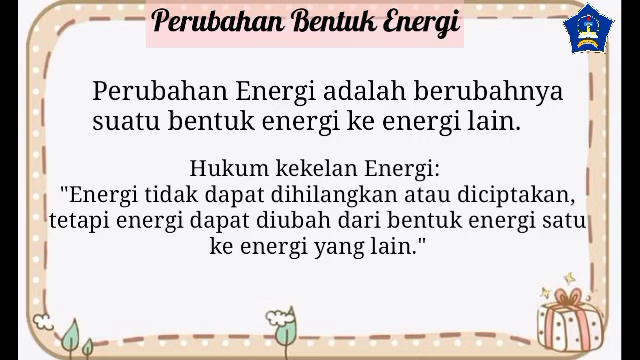 Perubahan Bentuk Energi
Perubahan Energi adalah berubahnya
suatu bentuk energi ke energi lain.
Hukum kekelan Energi:
"Energi tidak dapat dihilangkan atau diciptakan,
tetapi energi dapat diubah dari bentuk energi satu
ke energi yang lain."